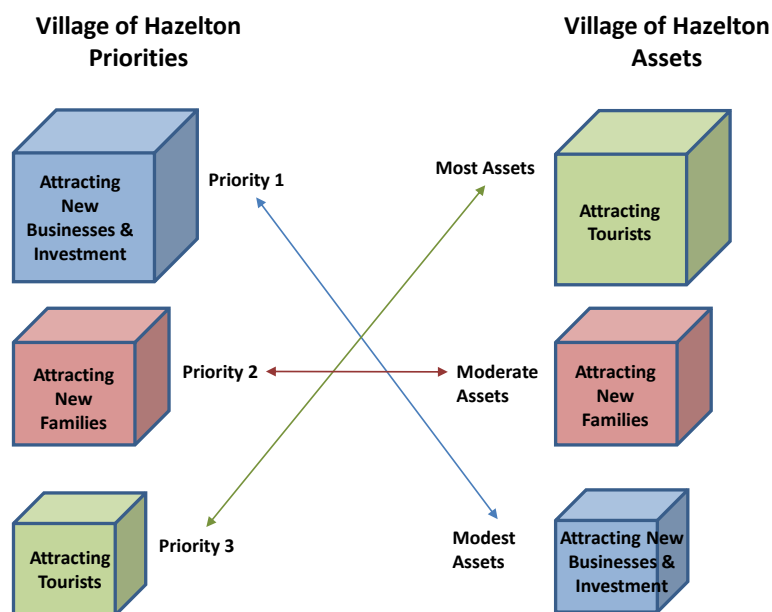 Village of Hazelton
Priorities
Village of Hazelton
Assets
Attracting
New
Businesses &
Investment
Priority 1
Most Assets
Attracting
Tourists
Attracting
New
Families
Priority 2
Moderate
Assets
Attracting
New
Families
Attracting
Tourists
Priority 3
Modest
Assets
Attracting New
Businesses &
Investment